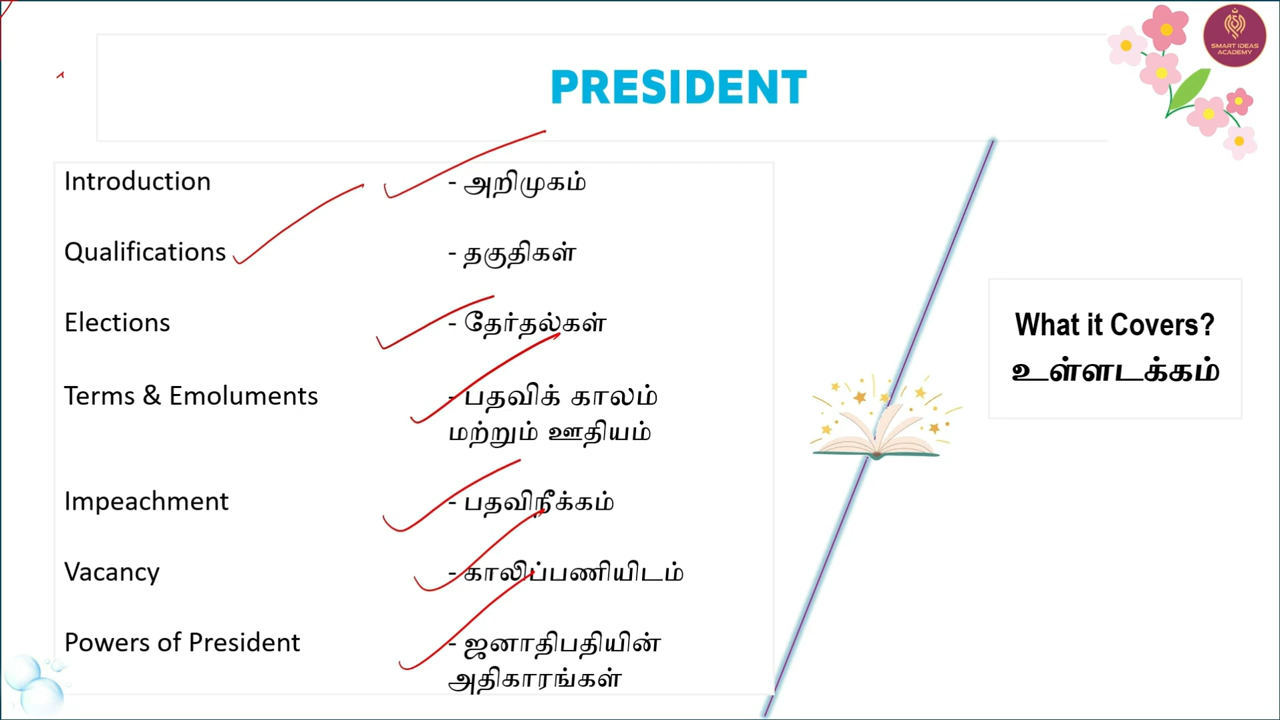 SMART IDEAS
ACADEMY
PRESIDENT
Introduction - அறிமுகம்
Qualifications - தகுதிகள்
Elections - தேர்தல்கள்
Terms & Emoluments - பதவிக் காலம்
மற்றும் ஊதியம்
Impeachment - பதவிநீக்கம்
Vacancy - காலிப்பணியிடம்
Powers of President - ஜனாதிபதியின்
அதிகாரங்கள்
What it Covers?
உள்ளடக்கம்